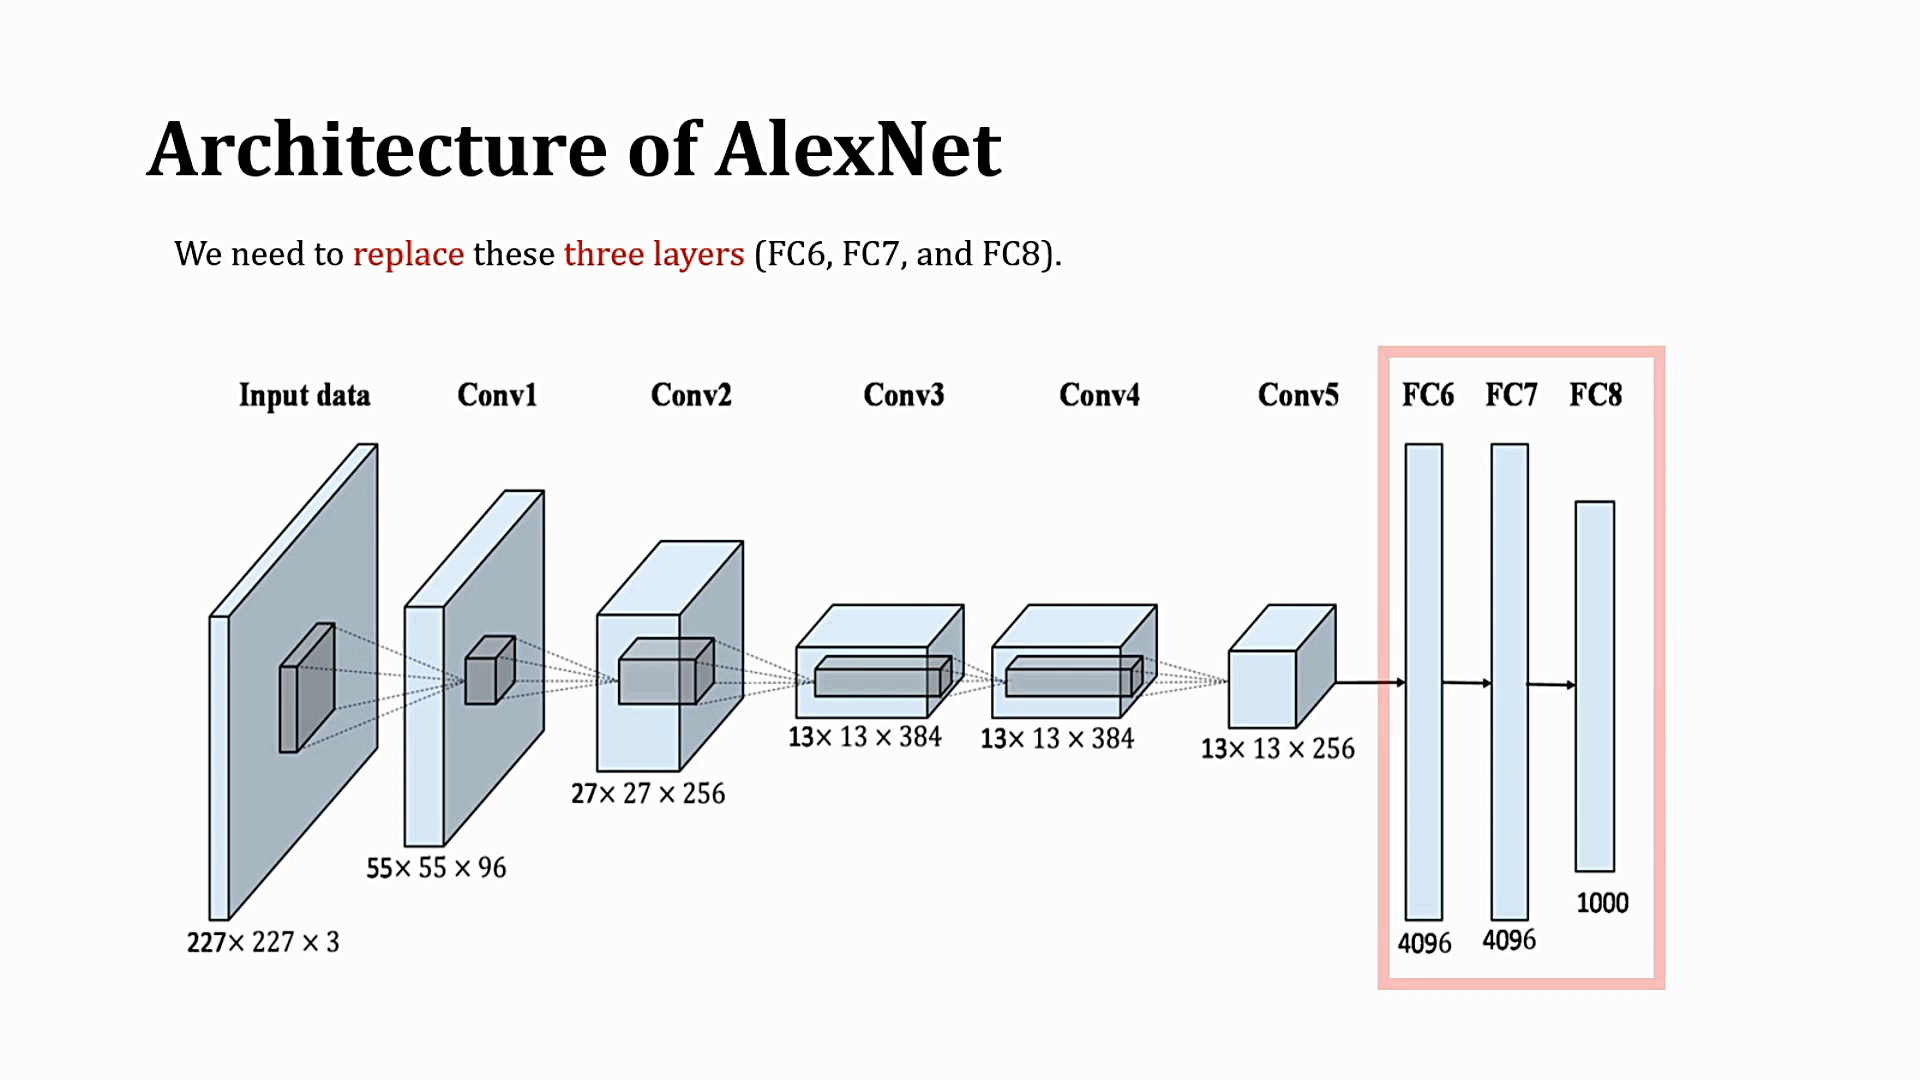 Architecture of AlexNet
We need to replace these three layers (FC6, FC7, and FC8).
Input data Conv1 Conv2 Conv3 Conv4 Conv5 FC6 FC7 FC8
13× 13 × 384 13× 13 × 384 13× 13 × 256
27× 27 × 256
55× 55 × 96
1000
227× 227 × 3 4096 4096